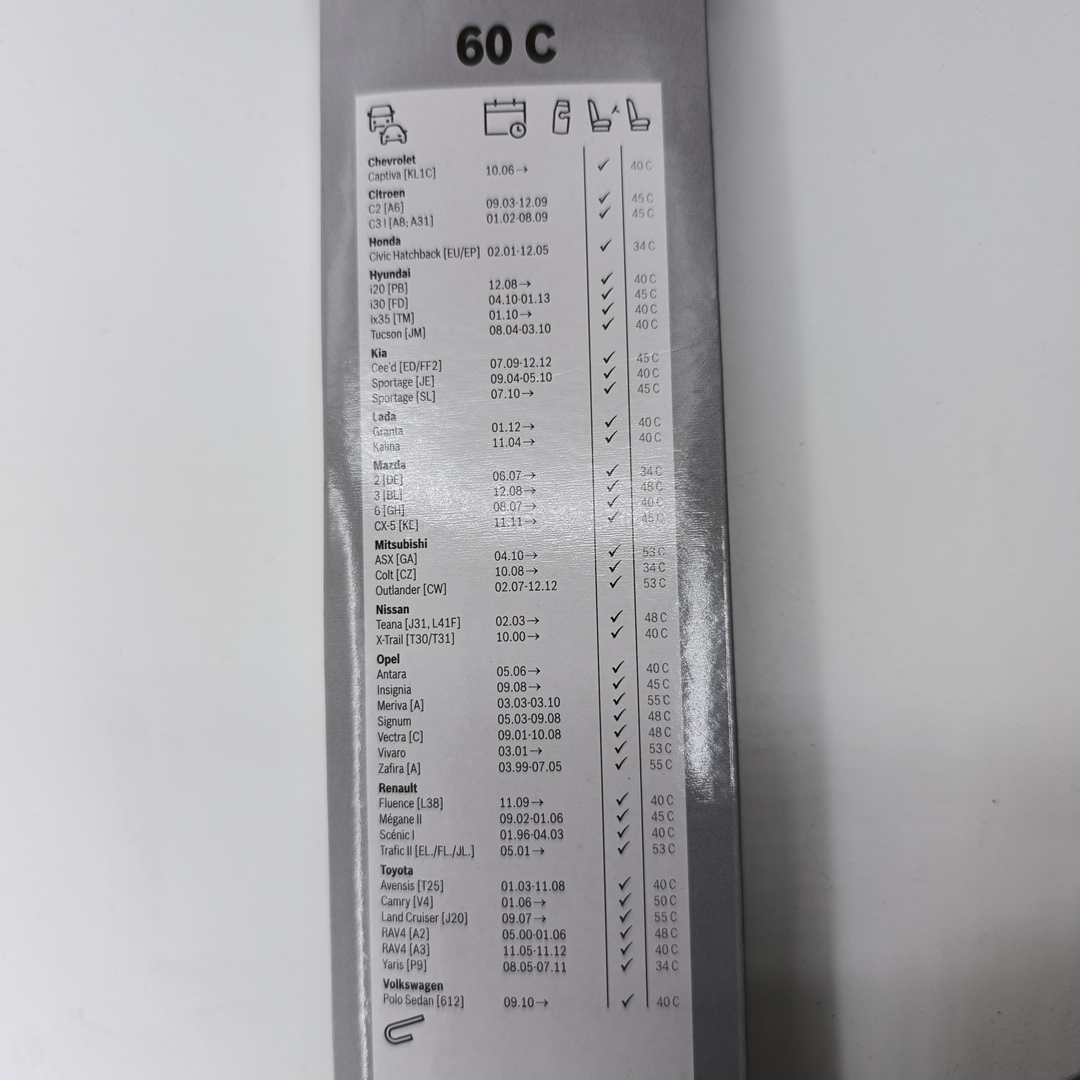 60 C
Chevrolet
Captiva [KL1C] 10.06→ ✓ 40 C
Citroen
C2 [A6] 09.03-12.09 ✓ 45 C
C3 I [A8; A31] 01.02-08.09 ✓ 45 C
Honda
Civic Hatchback [EU/EP] 02.01-12.05 ✓ 34 C
Hyundai
i20 [PB] 12.08→ ✓ 40 C
i30 [FD] 04.10-01.13 ✓ 45 C
ix35 [TM] 01.10→ ✓ 40 C
Tucson [JM] 08.04-03.10 ✓ 40 C
Kia
Cee'd [ED/FF2] 07.09-12.12 ✓ 45 C
Sportage [JE] 09.04-05.10 ✓ 40 C
Sportage [SL] 07.10→ ✓ 45 C
Lada
Granta 01.12→ ✓ 40 C
Kalina 11.04→ ✓ 40 C
Mazda
2 [DE] 06.07→ ✓ 34 C
3 [BL] 12.08→ ✓ 48 C
6 [GH] 08.07→ ✓ 40 C
CX-5 [KE] 11.11→ ✓ 45 C
Mitsubishi
ASX [GA] 04.10→ ✓ 53 C
Colt [CZ] 10.08→ ✓ 34 C
Outlander [CW] 02.07-12.12 ✓ 53 C
Nissan
Teana [J31, L41F] 02.03→ ✓ 48 C
X-Trail [T30/T31] 10.00→ ✓ 40 C
Opel
Antara 05.06→ ✓ 40 C
Insignia 09.08→ ✓ 45 C
Meriva [A] 03.03-03.10 ✓ 55 C
Signum 05.03-09.08 ✓ 48 C
Vectra [C] 09.01-10.08 ✓ 48 C
Vivaro 03.01→ ✓ 53 C
Zafira [A] 03.99-07.05 ✓ 55 C
Renault
Fluence [L38] 11.09→ ✓ 40 C
Mégane II 09.02-01.06 ✓ 45 C
Scénic I 01.96-04.03 ✓ 40 C
Trafic II [EL./FL./JL.] 05.01→ ✓ 53 C
Toyota
Avensis [T25] 01.03-11.08 ✓ 40 C
Camry [V4] 01.06→ ✓ 50 C
Land Cruiser [J20] 09.07→ ✓ 55 C
RAV4 [A2] 05.00-01.06 ✓ 48 C
RAV4 [A3] 11.05-11.12 ✓ 40 C
Yaris [P9] 08.05-07.11 ✓ 34 C
Volkswagen
Polo Sedan [612] 09.10→ ✓ 40 C